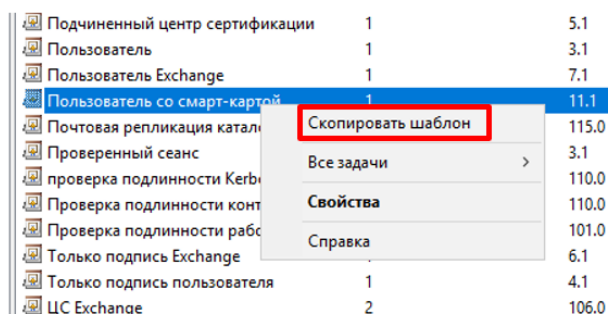 Подчиненный центр сертификации 1 5.1
Пользователь 1 3.1
Пользователь Exchange 1 7.1
Пользователь со смарт-картой 1 11.1
Почтовая репликация катал 115.0
Проверенный сеанс 3.1
проверка подлинности Kerb 110.0
Проверка подлинности конт 110.0
Проверка подлинности рабо 101.0
Только подпись Exchange 6.1
Только подпись пользователя 1 4.1
ЦС Exchange 2 106.0
Скопировать шаблон
Все задачи >
Свойства
Справка